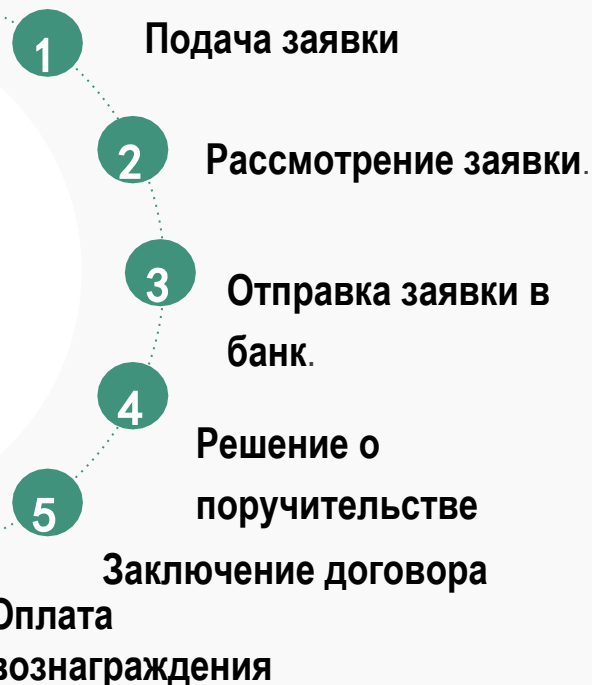 1 Подача заявки
2 Рассмотрение заявки.
3 Отправка заявки в
банк.
4 Решение о
поручительстве
5
Заключение договора
Оплата
вознаграждения